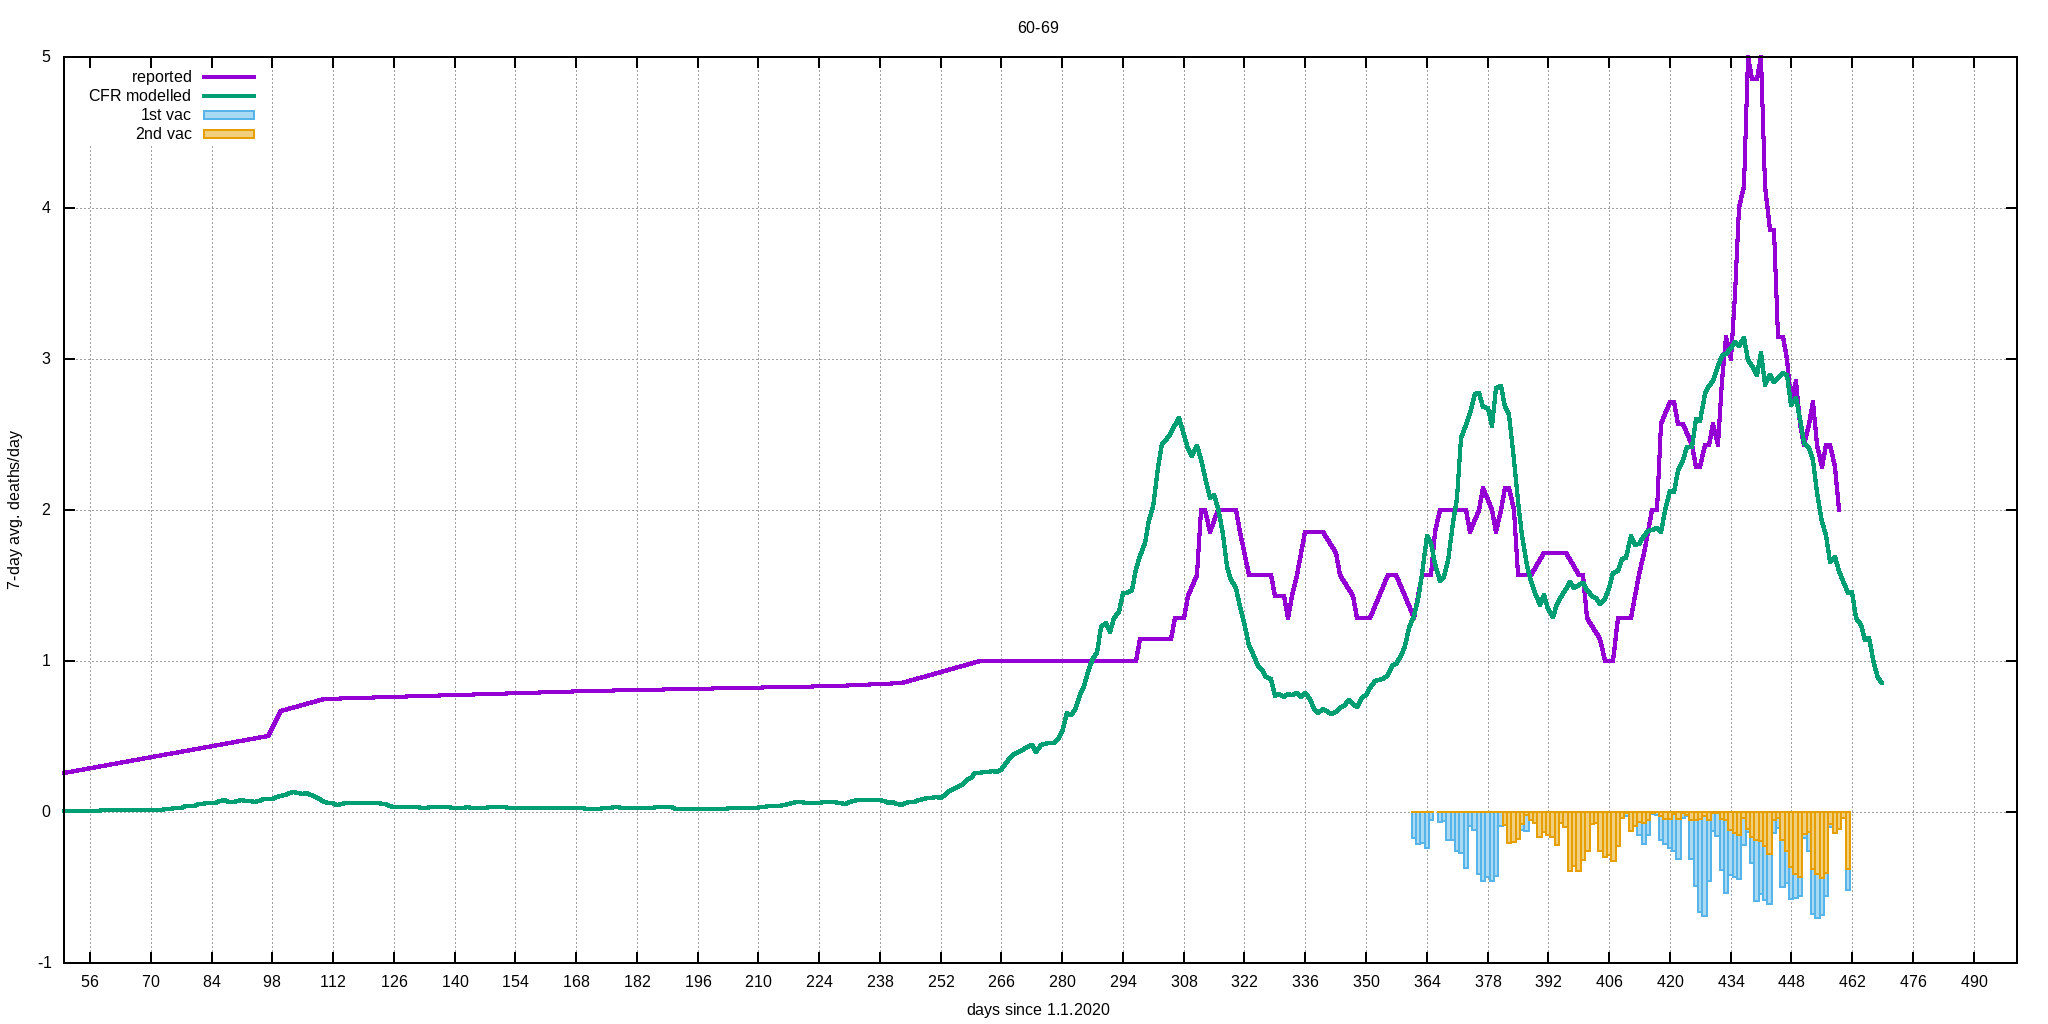 60-69
reported
CFR modelled
1st vac
2nd vac
5
4
3
2
1
0
-1
7-day avg. deaths/day
56 70 84 98 112 126 140 154 168 182 196 210 224 238 252 266 280 294 308 322 336 350 364 378 392 406 420 434 448 462 476 490
days since 1.1.2020